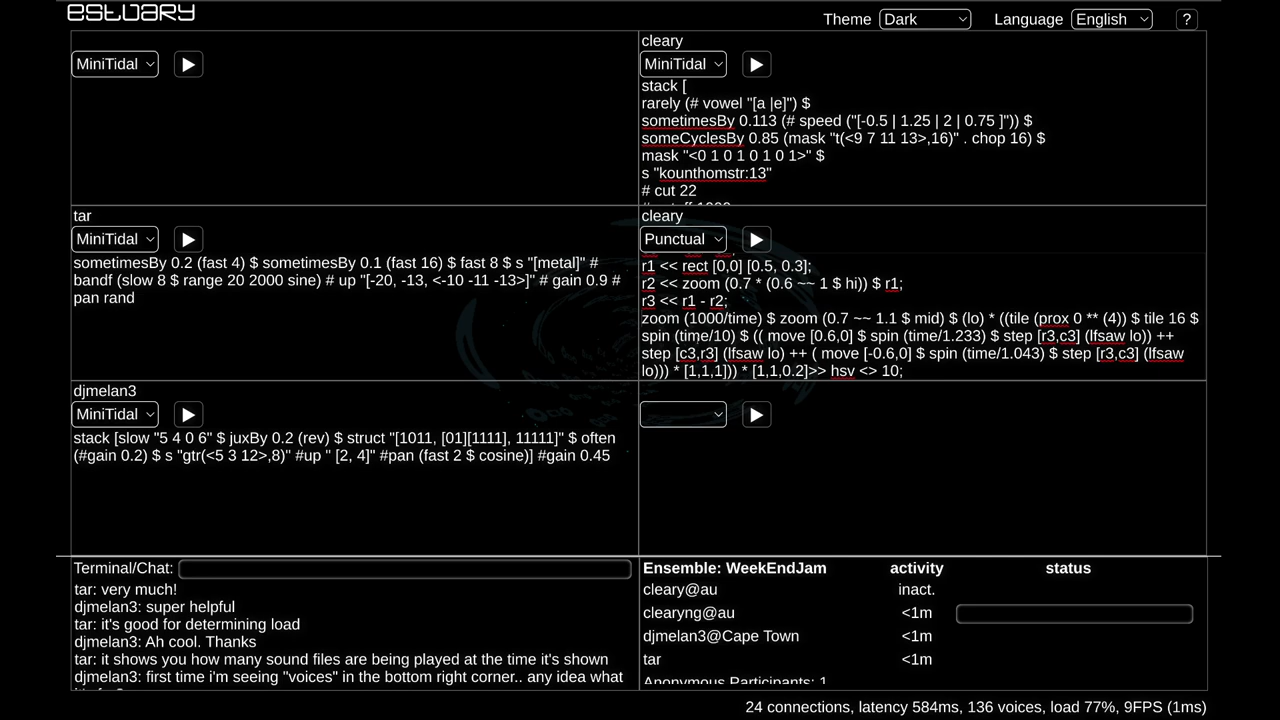 estuary
Theme Dark Language English ?
MiniTidal
cleary
MiniTidal
stack [
rarely (# vowel "[a |e]") $
sometimesBy 0.113 (# speed ("[-0.5 | 1.25 | 2 | 0.75 ]")) $
someCyclesBy 0.85 (mask "t(<9 7 11 13>,16)" . chop 16) $
mask "<0 1 0 1 0 1 0 1>" $
s "kounthomstr:13"
# cut 22
tar
MiniTidal
sometimesBy 0.2 (fast 4) $ sometimesBy 0.1 (fast 16) $ fast 8 $ s "[metal]" #
bandf (slow 8 $ range 20 2000 sine) # up "[-20, -13, <-10 -11 -13>]" # gain 0.9 #
pan rand
cleary
Punctual
r1 << rect [0,0] [0.5, 0.3];
r2 << zoom (0.7 * (0.6 ~~ 1 $ hi)) $ r1;
r3 << r1 - r2;
zoom (1000/time) $ zoom (0.7 ~~ 1.1 $ mid) $ (lo) * ((tile (prox 0 ** (4)) $ tile 16 $
spin (time/10) $ (( move [0.6,0] $ spin (time/1.233) $ step [r3,c3] (lfsaw lo)) ++
step [c3,r3] (lfsaw lo) ++ ( move [-0.6,0] $ spin (time/1.043) $ step [r3,c3] (lfsaw
lo))) * [1,1,1])) * [1,1,0.2]>> hsv <> 10;
djmelan3
MiniTidal
stack [slow "5 4 0 6" $ juxBy 0.2 (rev) $ struct "[1011, [01][1111], 11111]" $ often
(#gain 0.2) $ s "gtr(<5 3 12>,8)" #up " [2, 4]" #pan (fast 2 $ cosine)] #gain 0.45
Terminal/Chat:
tar: very much!
djmelan3: super helpful
tar: it's good for determining load
djmelan3: Ah cool. Thanks
tar: it shows you how many sound files are being played at the time it's shown
djmelan3: first time i'm seeing "voices" in the bottom right corner.. any idea what
Ensemble: WeekEndJam activity status
cleary@au inact.
clearyng@au <1m
djmelan3@Cape Town <1m
tar <1m
Anonymous Participants: 1
24 connections, latency 584ms, 136 voices, load 77%, 9FPS (1ms)